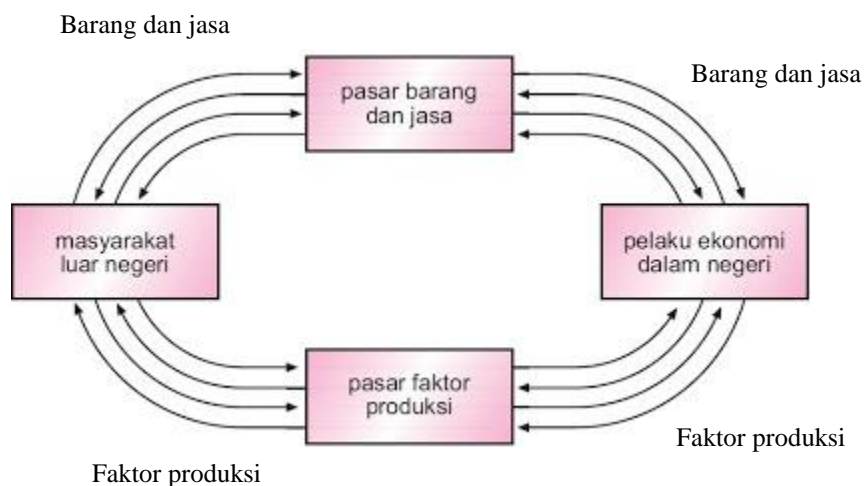 Barang dan jasa
Barang dan jasa
pasar barang
dan jasa
masyarakat
luar negeri
pelaku ekonomi
dalam negeri
pasar faktor
produksi
Faktor produksi
Faktor produksi